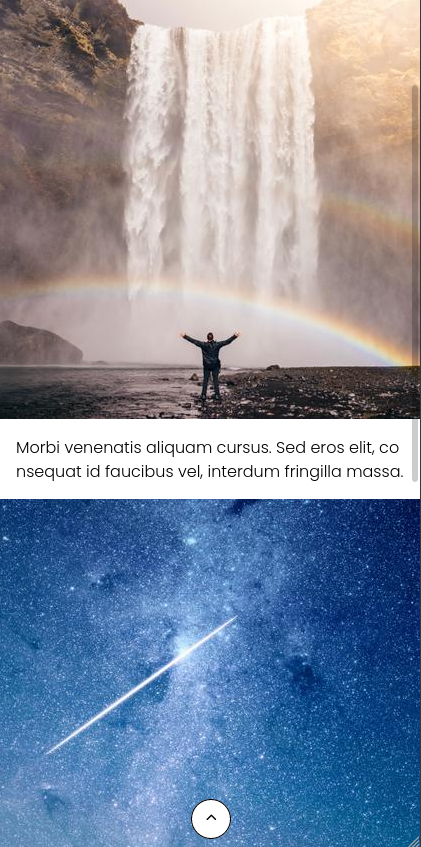 Morbi venenatis aliquam cursus. Sed eros elit, co
nsequat id faucibus vel, interdum fringilla massa.